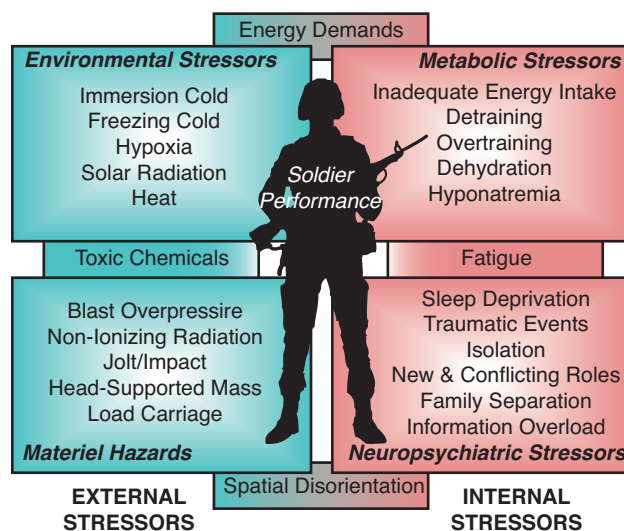 Energy Demands
Environmental Stressors
Immersion Cold
Freezing Cold
Hypoxia
Solar Radiation
Heat
Metabolic Stressors
Inadequate Energy Intake
Detraining
Overtraining
Dehydration
Hyponatremia
Soldier
Performance
Toxic Chemicals
Fatigue
Blast Overpressire
Non-Ionizing Radiation
Jolt/Impact
Head-Supported Mass
Load Carriage
Materiel Hazards
Sleep Deprivation
Traumatic Events
Isolation
New & Conflicting Roles
Family Separation
Information Overload
Neuropsychiatric Stressors
Spatial Disorientation
EXTERNAL
STRESSORS
INTERNAL
STRESSORS